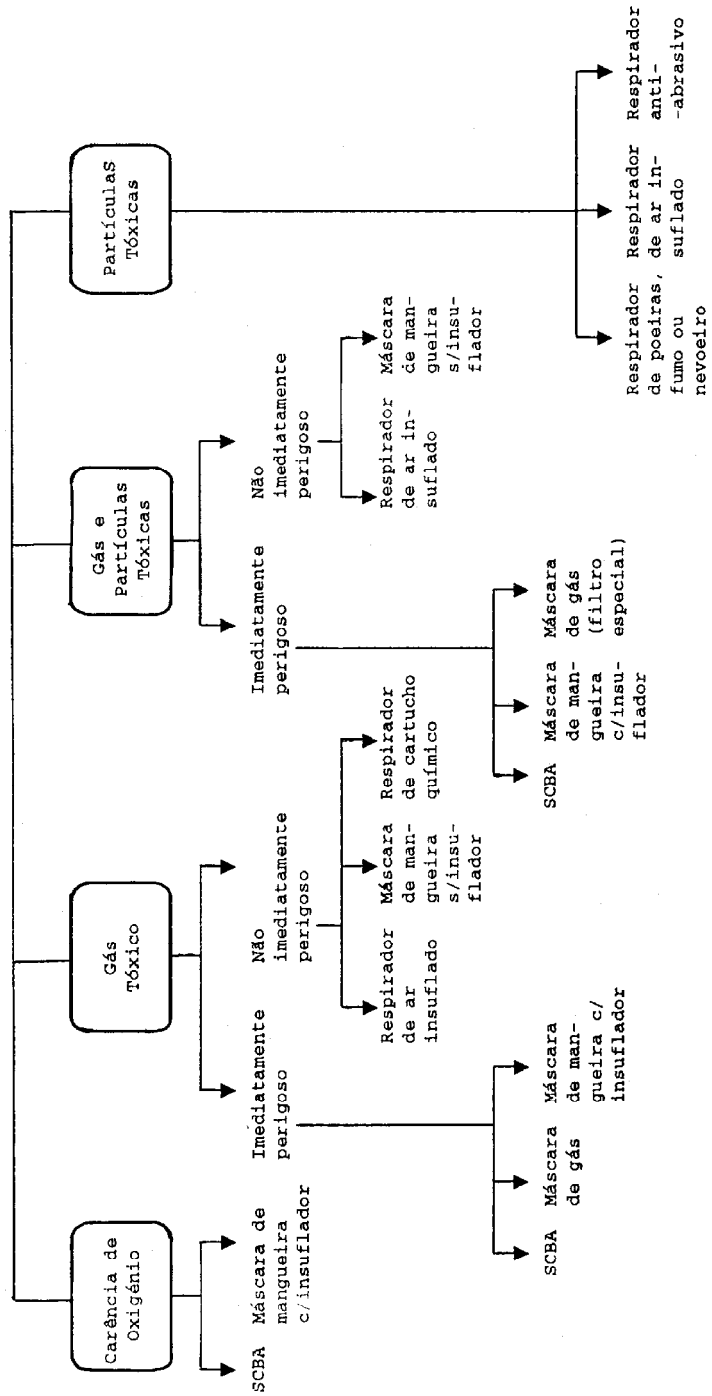 Carência de
Oxigénio
SCBA
Máscara de
mangueira
c/insuflador
Gás
Tóxico
Imediatamente
perigoso
SCBA
Máscara
de gás
Máscara
de man-
gueira c/
insuflador
Não
imediatamente
perigoso
Respirador
de ar
insuflado
Máscara
de man-
gueira
s/insu-
flador
Respirador
de cartucho
químico
Gás e
Partículas
Tóxicas
Imediatamente
perigoso
SCBA
Máscara
de man-
gueira
c/insu-
flador
Máscara
de gás
(filtro
especial)
Não
imediatamente
perigoso
Respirador
de ar in-
suflado
Máscara
de man-
gueira
s/insu-
flador
Partículas
Tóxicas
Respirador
de poeiras,
fumo ou
nevoeiro
Respirador
de ar in-
suflado
Respirador
anti-
-abrasivo